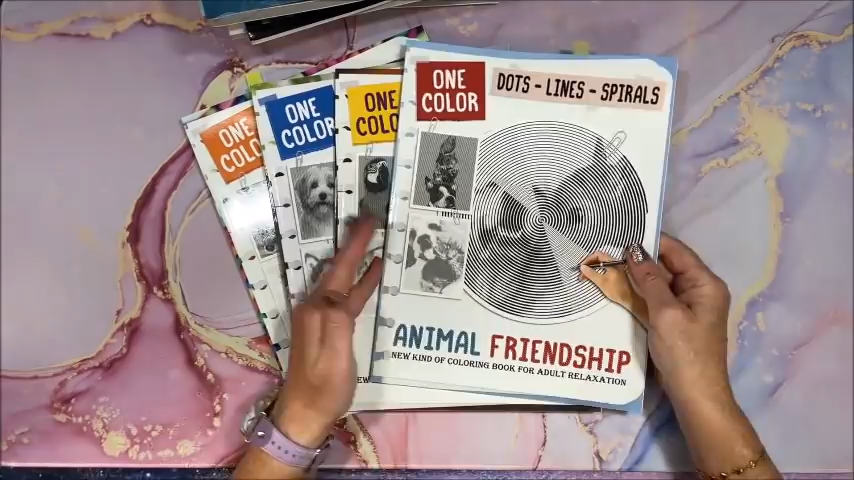 ONE
COLOR
ONE
COLOR
ONE
COLO
ONE
COLOR
DOTS - LINES - SPIRALS
ANIMAL FRIENDSHIP
NEW KIND OF COLORING BOOK FOR ADULT RELAXATION